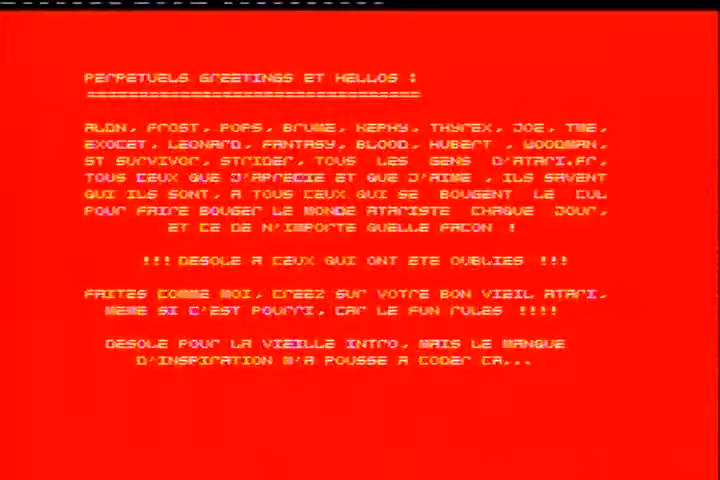 PERPETUELS GREETINGS ET HELLOS :
================================
ALDN, FROST, POPS, BRUME, KEPHY, THYREX, JOE, TWE,
EXOCET, LEONARD, FANTASY, BLOOD, HUBERT , WOODMAN,
ST SURVIVOR, STRIDER, TOUS LES GENS D'ATARI.FR,
TOUS CEUX QUE J'APRECIE ET QUE J'AIME , ILS SAVENT
QUI ILS SONT, A TOUS CEUX QUI SE BOUGENT LE CUL
POUR FAIRE BOUGER LE MONDE ATARISTE CHAQUE JOUR,
ET CE DE N'IMPORTE QUELLE FACON !
!!! DESOLE A CEUX QUI ONT ETE OUBLIES !!!
FAITES COMME MOI, CREEZ SUR VOTRE BON VIEIL ATARI,
MEME SI C'EST POURRI, CAR LE FUN RULES !!!!
DESOLE POUR LA VIEILLE INTRO, MAIS LE MANQUE
D'INSPIRATION M'A POUSSE A CODER CA...